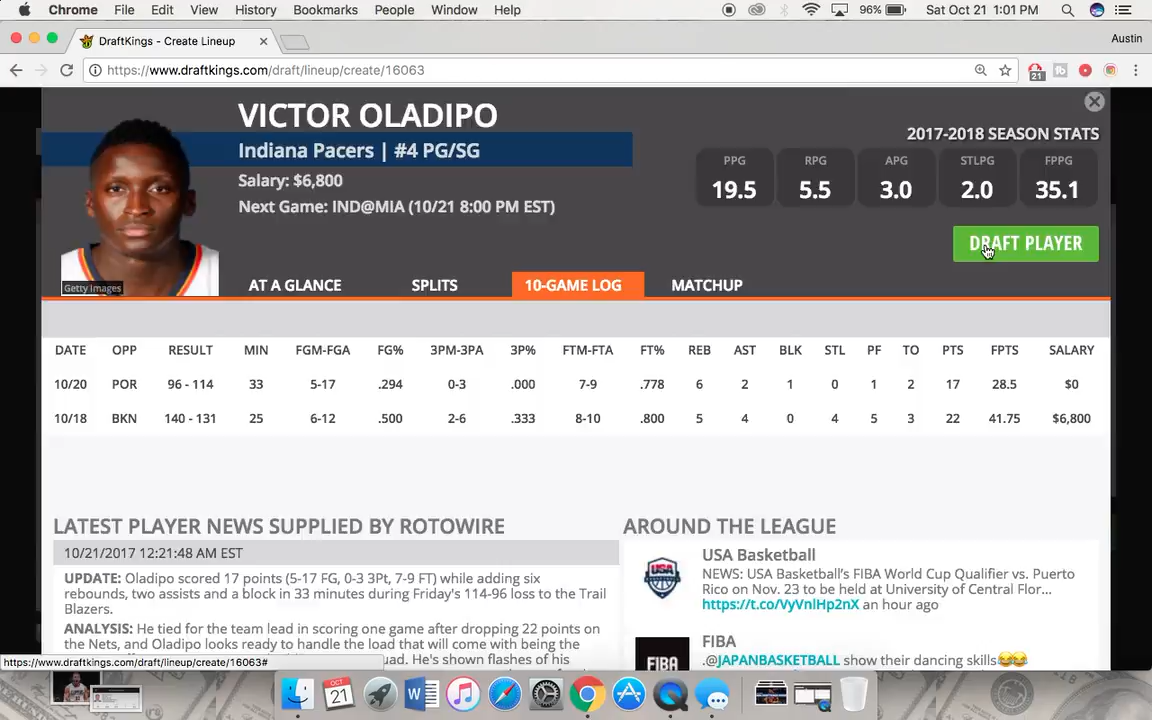 Chrome File Edit View History Bookmarks People Window Help 96% Sat Oct 21 1:01 PM
DraftKings - Create Lineup Austin
https://www.draftkings.com/draft/lineup/create/16063 21
VICTOR OLADIPO
Indiana Pacers | #4 PG/SG
Salary: $6,800
Next Game: IND@MIA (10/21 8:00 PM EST)
Getty Images
2017-2018 SEASON STATS
PPG RPG APG STLPG FPPG
19.5 5.5 3.0 2.0 35.1
DRAFT PLAYER
AT A GLANCE SPLITS 10-GAME LOG MATCHUP
DATE OPP RESULT MIN FGM-FGA FG% 3PM-3PA 3P% FTM-FTA FT% REB AST BLK STL PF TO PTS FPTS SALARY
10/20 POR 96 - 114 33 5-17 .294 0-3 .000 7-9 .778 6 2 1 0 1 2 17 28.5 $0
10/18 BKN 140 - 131 25 6-12 .500 2-6 .333 8-10 .800 5 4 0 4 5 3 22 41.75 $6,800
LATEST PLAYER NEWS SUPPLIED BY ROTOWIRE
10/21/2017 12:21:48 AM EST
UPDATE: Oladipo scored 17 points (5-17 FG, 0-3 3Pt, 7-9 FT) while adding six
rebounds, two assists and a block in 33 minutes during Friday's 114-96 loss to the Trail
Blazers.
ANALYSIS: He tied for the team lead in scoring one game after dropping 22 points on
the Nets, and Oladipo looks ready to handle the load that will come with being the
uad. He's shown flashes of his
AROUND THE LEAGUE
USA Basketball
NEWS: USA Basketball's FIBA World Cup Qualifier vs. Puerto
Rico on Nov. 23 to be held at University of Central Flor...
https://t.co/VyVnlHp2nX an hour ago
FIBA
.@JAPANBASKETBALL show their dancing skills😂😂
FIBA
https://www.draftkings.com/draft/lineup/create/16063#
OCT
21
W